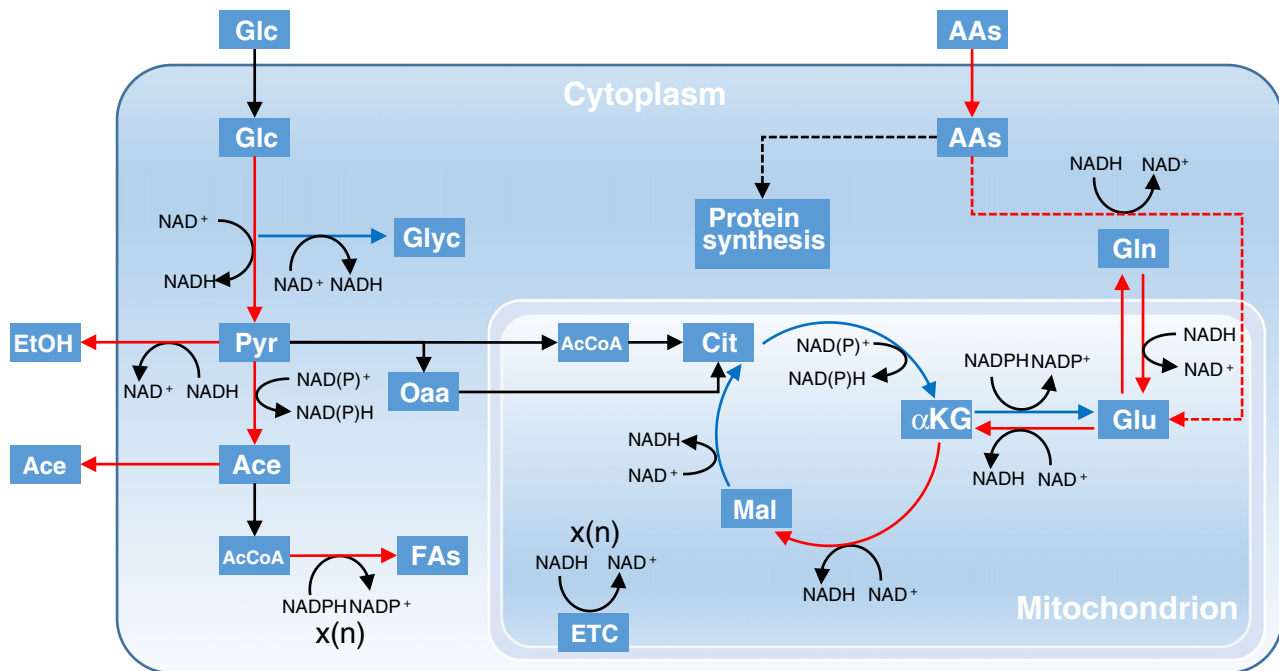 Glc
AAs
Cytoplasm
Glc
AAs
NADH NAD+
NAD+
Protein
synthesis
Glyc
Gln
NADH
NAD+ NADH
EtOH
Pyr
AcCoA
Cit
NAD(P)+
NADH
NAD+ NADH
NAD(P)+
Oaa
NAD(P)H
NADPH NADP+
NAD+
NAD(P)H
αKG
Glu
Ace
Ace
NADH
NAD+
NADH NAD+
Mal
AcCoA
FAs
x(n)
NADH NAD+
NADH NAD+
NADPH NADP+
x(n)
ETC
Mitochondrion